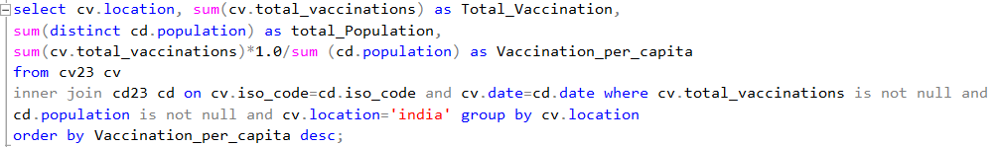 select cv.location, sum(cv.total_vaccinations) as Total_Vaccination,
sum(distinct cd.population) as total_Population,
sum(cv.total_vaccinations)*1.0/sum (cd.population) as Vaccination_per_capita
from cv23 cv
inner join cd23 cd on cv.iso_code=cd.iso_code and cv.date=cd.date where cv.total_vaccinations is not null and
cd.population is not null and cv.location='india' group by cv.location
order by Vaccination_per_capita desc;